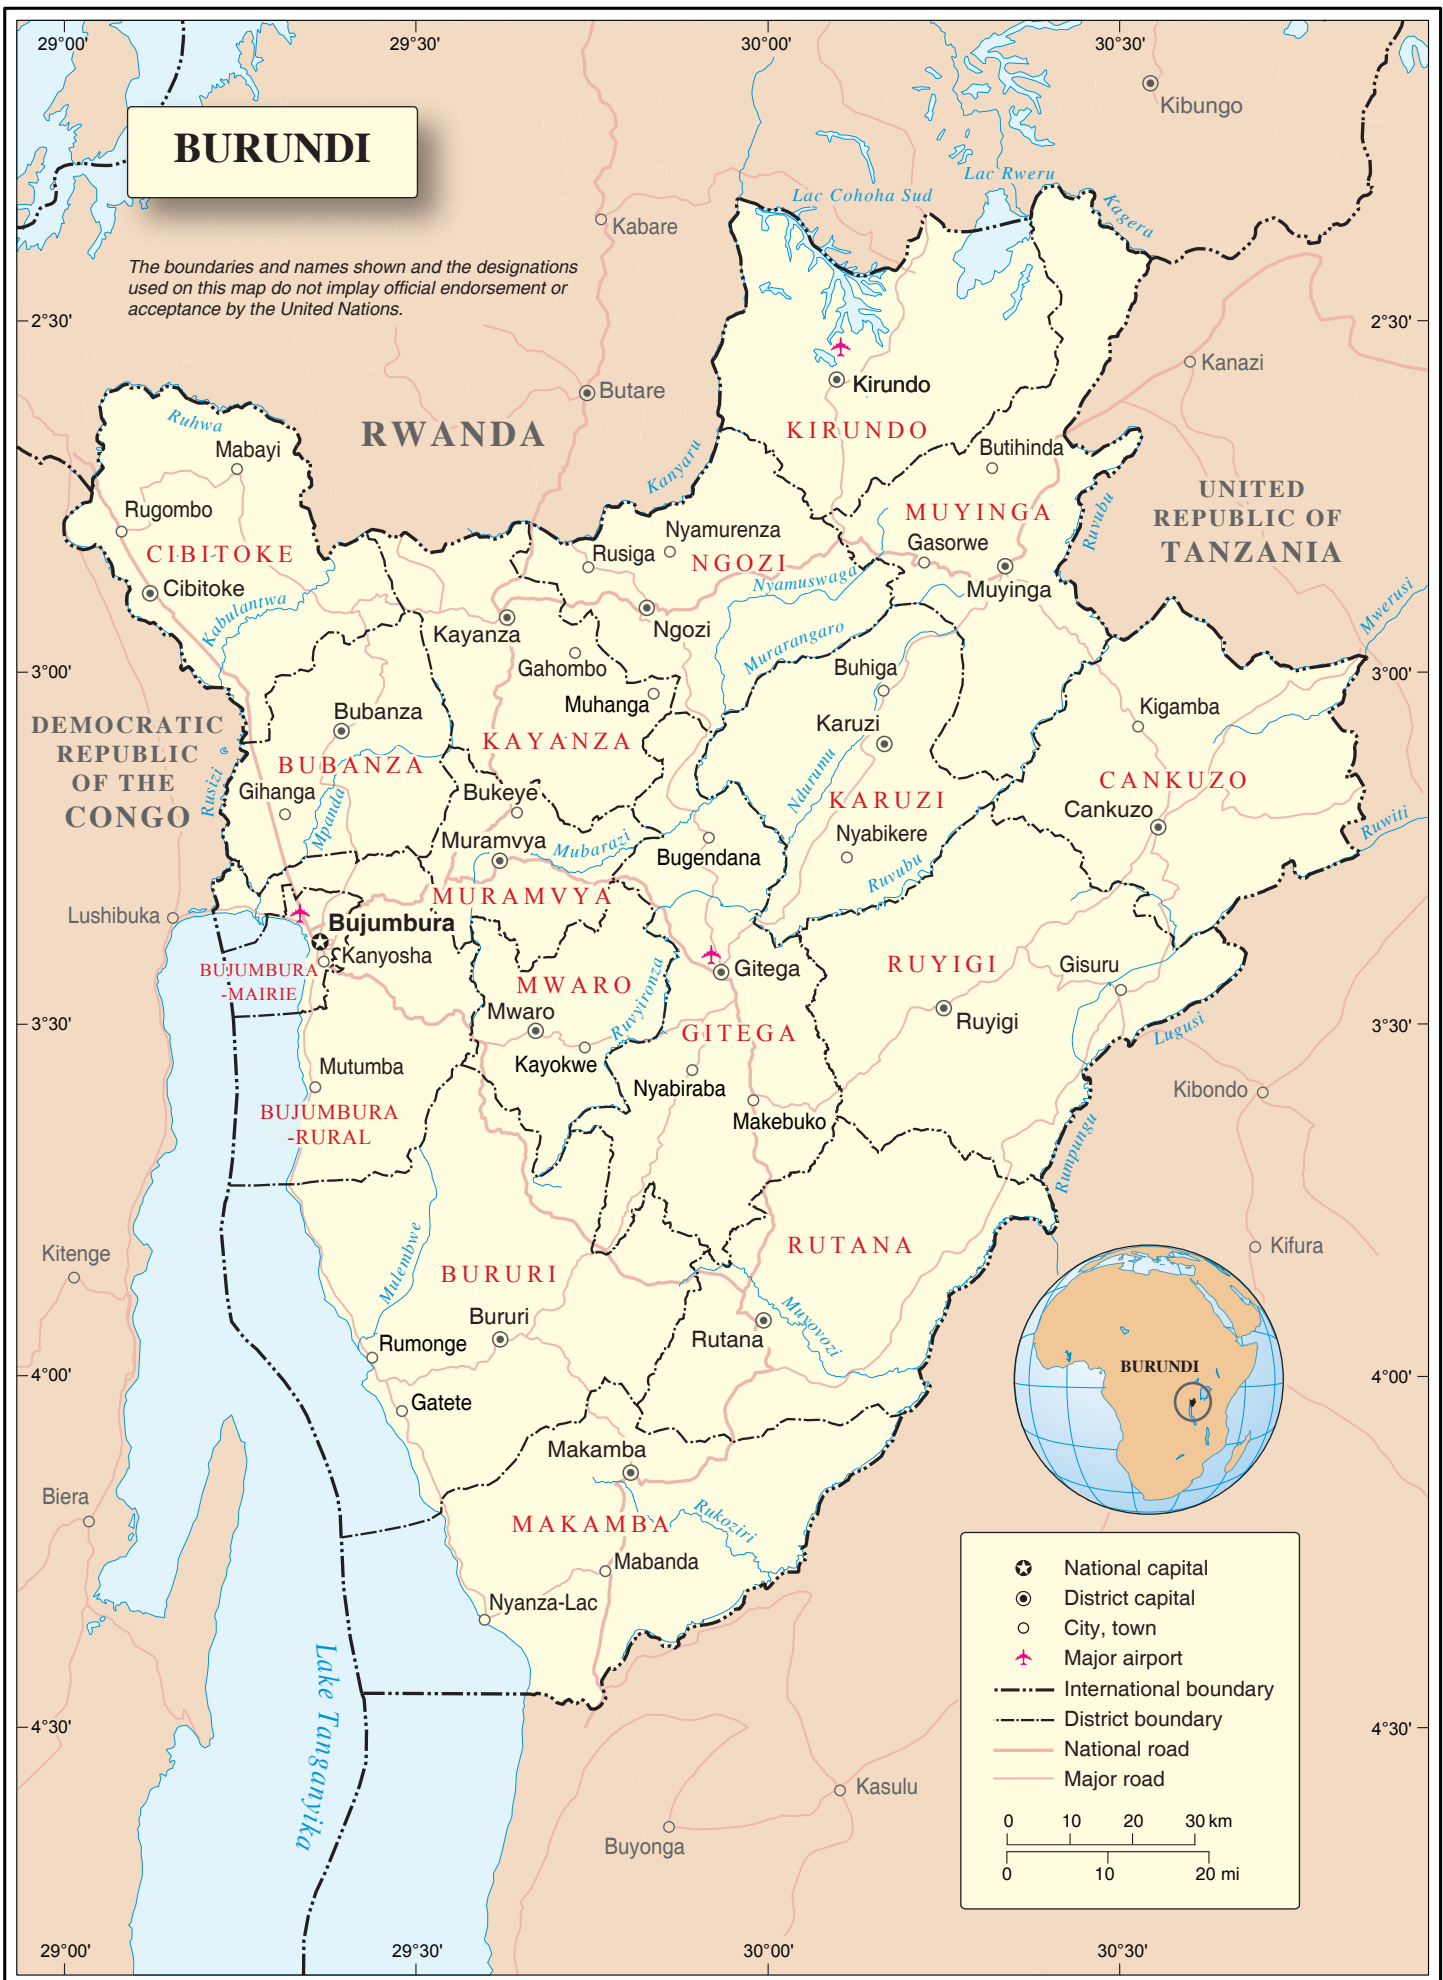 29°00'
29°30'
30°00'
30°30'
BURUNDI
Kibungo
Lac Rweru
Lac Cohoha Sud
Kagera
Kabare
The boundaries and names shown and the designations
used on this map do not implay official endorsement or
acceptance by the United Nations.
2°30'
2°30'
Kanazi
Butare
Kirundo
Ruhwa
RWANDA
KIRUNDO
Mabayi
Butihinda
Kanyaru
UNITED
REPUBLIC OF
TANZANIA
Rugombo
MUYINGA
Ruvubu
Nyamurenza
CIBITOKE
Rusiga
NGOZI
Gasorwe
Cibitoke
Nyamuswaga
Muyinga
Mwerusi
Kabulantwa
Kayanza
Ngozi
Murarangaro
Gahombo
Buhiga
3°00'
3°00'
Muhanga
DEMOCRATIC
REPUBLIC
OF THE
CONGO
Bubanza
Karuzi
Kigamba
KAYANZA
BUBANZA
Rusizi
Ndurumu
CANKUZO
Gihanga
Mpanda
Bukeye
KARUZI
Cankuzo
Ruwiti
Muramvya
Mubarazi
Nyabikere
Bugendana
Ruvubu
MURAMVYA
Lushibuka
Bujumbura
Kanyosha
BUJUMBURA
-MAIRIE
Gitega
RUYIGI
Gisuru
MWARO
Ruvyironza
Mwaro
Ruyigi
3°30'
3°30'
GITEGA
Lugusi
Kayokwe
Mutumba
Nyabiraba
Kibondo
BUJUMBURA
-RURAL
Makebuko
Rumpungu
Mulembwe
RUTANA
Kitenge
Kifura
BURURI
Muyovozi
Bururi
Rutana
Rumonge
BURUNDI
4°00'
4°00'
Gatete
Makamba
Biera
Rukoziri
MAKAMBA
Mabanda
Nyanza-Lac
Lake Tanganyika
National capital
District capital
City, town
Major airport
International boundary
District boundary
National road
Major road
0 10 20 30 km
0 10 20 mi
4°30'
4°30'
Kasulu
Buyonga
29°00'
29°30'
30°00'
30°30'